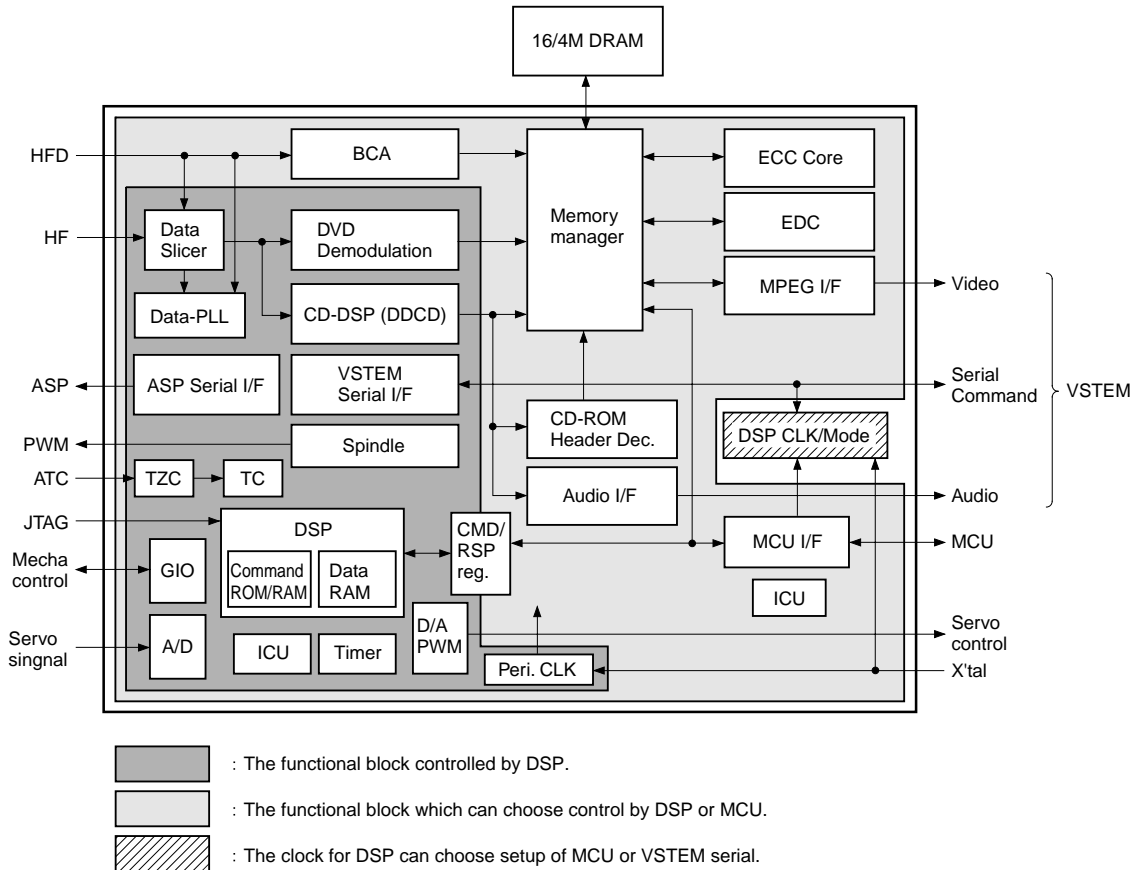 16/4M DRAM
HFD
BCA
ECC Core
HF
Data
Slicer
DVD
Demodulation
Memory
manager
EDC
Data-PLL
CD-DSP (DDCD)
MPEG I/F
Video
ASP
ASP Serial I/F
VSTEM
Serial I/F
Serial
Command
VSTEM
PWM
Spindle
CD-ROM
Header Dec.
DSP CLK/Mode
ATC
TZC
TC
Audio I/F
Audio
JTAG
DSP
CMD/
RSP
reg.
MCU I/F
MCU
Mecha
control
GIO
Command
ROM/RAM
Data
RAM
ICU
Servo
singnal
A/D
ICU
Timer
D/A
PWM
Servo
control
Peri. CLK
X'tal
: The functional block controlled by DSP.
: The functional block which can choose control by DSP or MCU.
: The clock for DSP can choose setup of MCU or VSTEM serial.